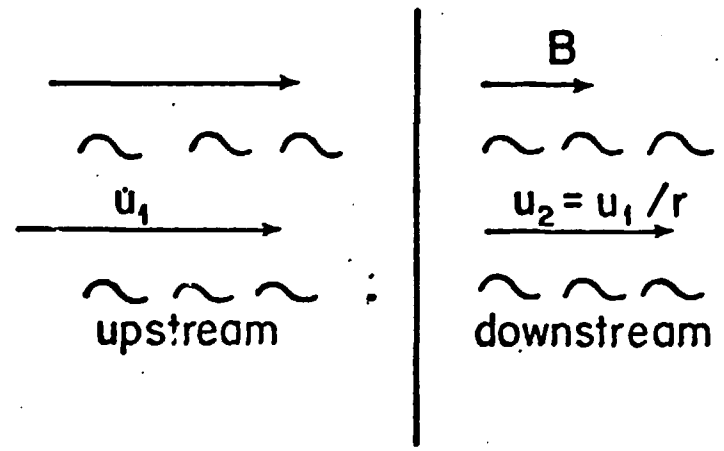 B
u₁
u₂ = u₁ /r
upstream
downstream